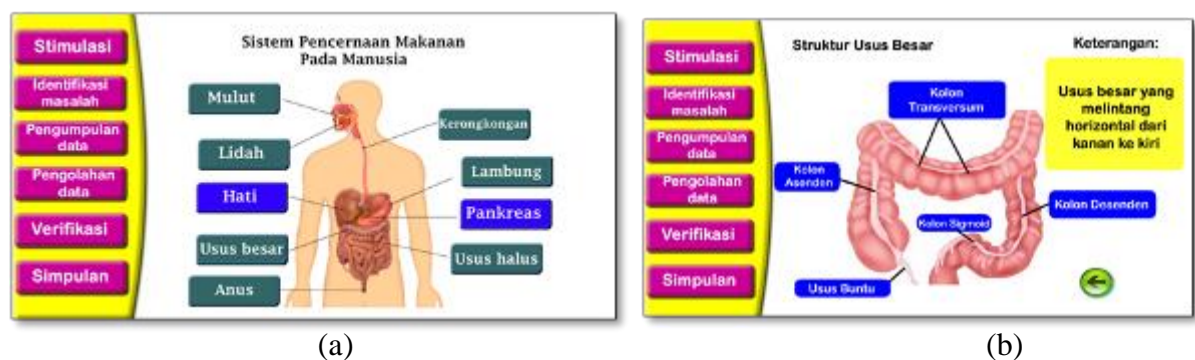 Stimulasi
Identifikasi
masalah
Pengumpulan
data
Pengolahan
data
Verifikasi
Simpulan
Sistem Pencernaan Makanan
Pada Manusia
Mulut
Lidah
Hati
Usus besar
Anus
Kerongkongan
Lambung
Pankreas
Usus halus
(a)
Stimulasi
Identifikasi
masalah
Pengumpulan
data
Pengolahan
data
Verifikasi
Simpulan
Struktur Usus Besar
Kolon
Transversum
Kolon
Asenden
Kolon Sigmoid
Kolon Desenden
Usus Buntu
Keterangan:
Usus besar yang
melintang
horizontal dari
kanan ke kiri
(b)